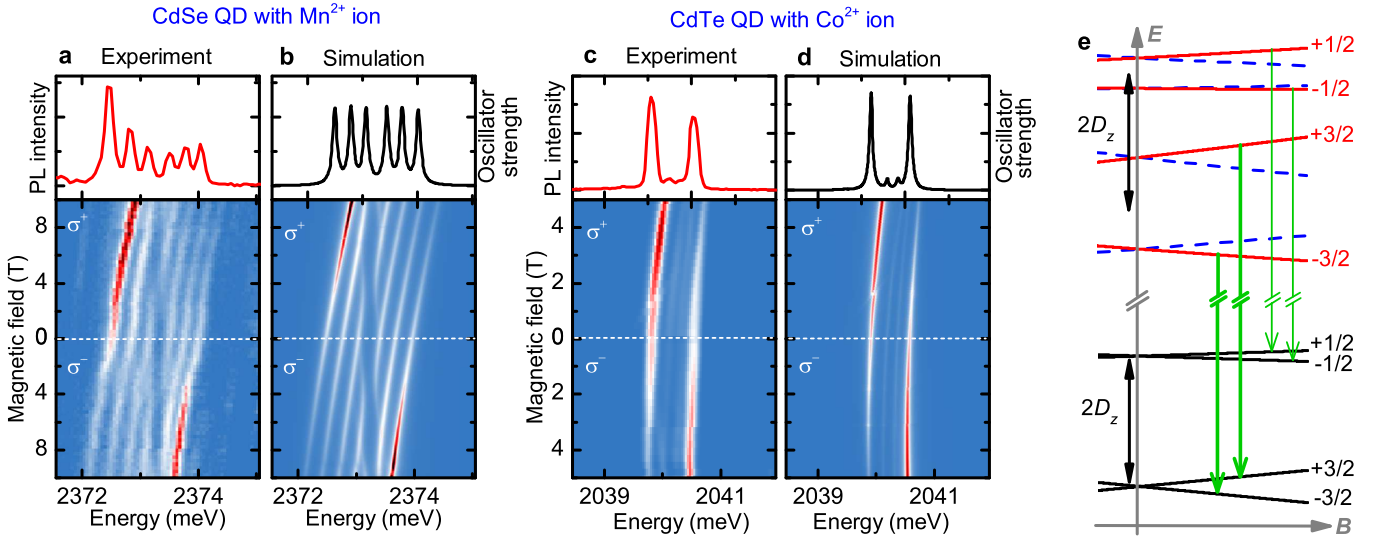 CdSe QD with Mn²⁺ ion
a Experiment
b Simulation
PL intensity
Oscillator
strength
Magnetic field (T)
8
4
0
4
8
σ⁺
σ⁻
σ⁺
σ⁻
2372 2374
Energy (meV)
2372 2374
Energy (meV)
CdTe QD with Co²⁺ ion
c Experiment
d Simulation
PL intensity
Oscillator
strength
Magnetic field (T)
4
2
0
2
4
σ⁺
σ⁻
σ⁺
σ⁻
2039 2041
Energy (meV)
2039 2041
Energy (meV)
e
E
+1/2
-1/2
2D_z
+3/2
-3/2
+1/2
-1/2
2D_z
+3/2
-3/2
B